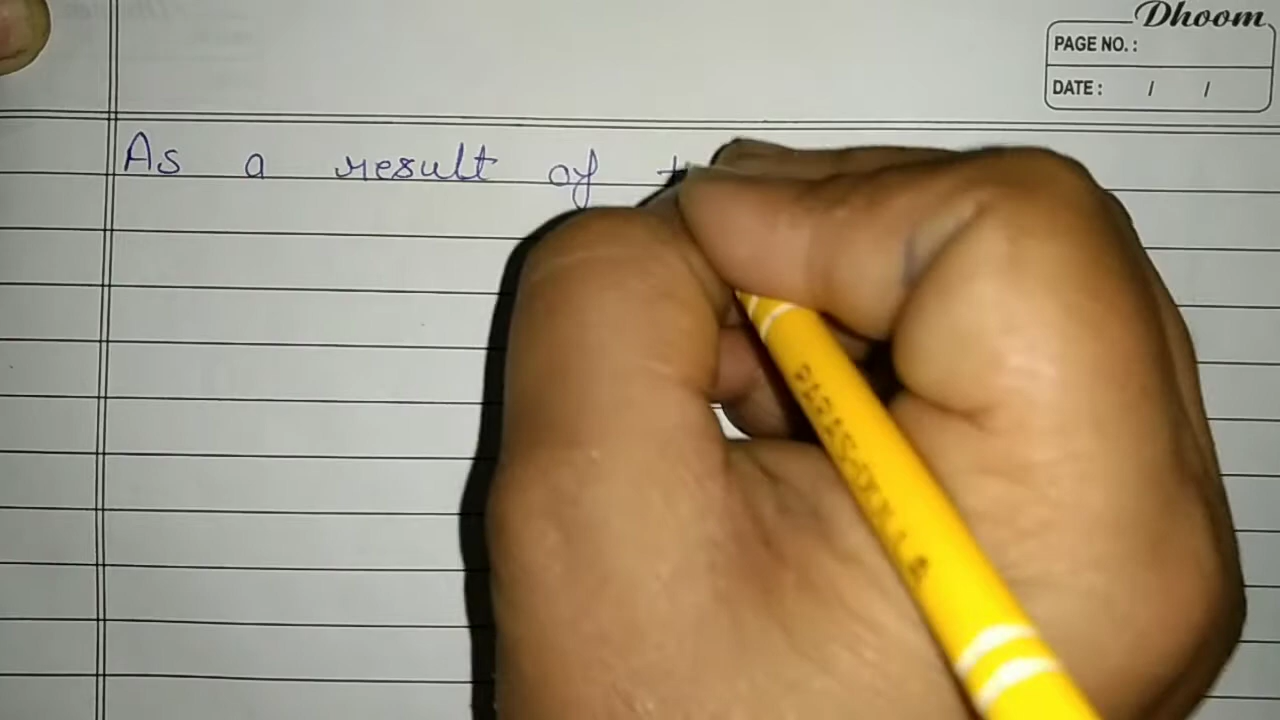 Dhoom
PAGE NO. :
DATE : / /
As a result of